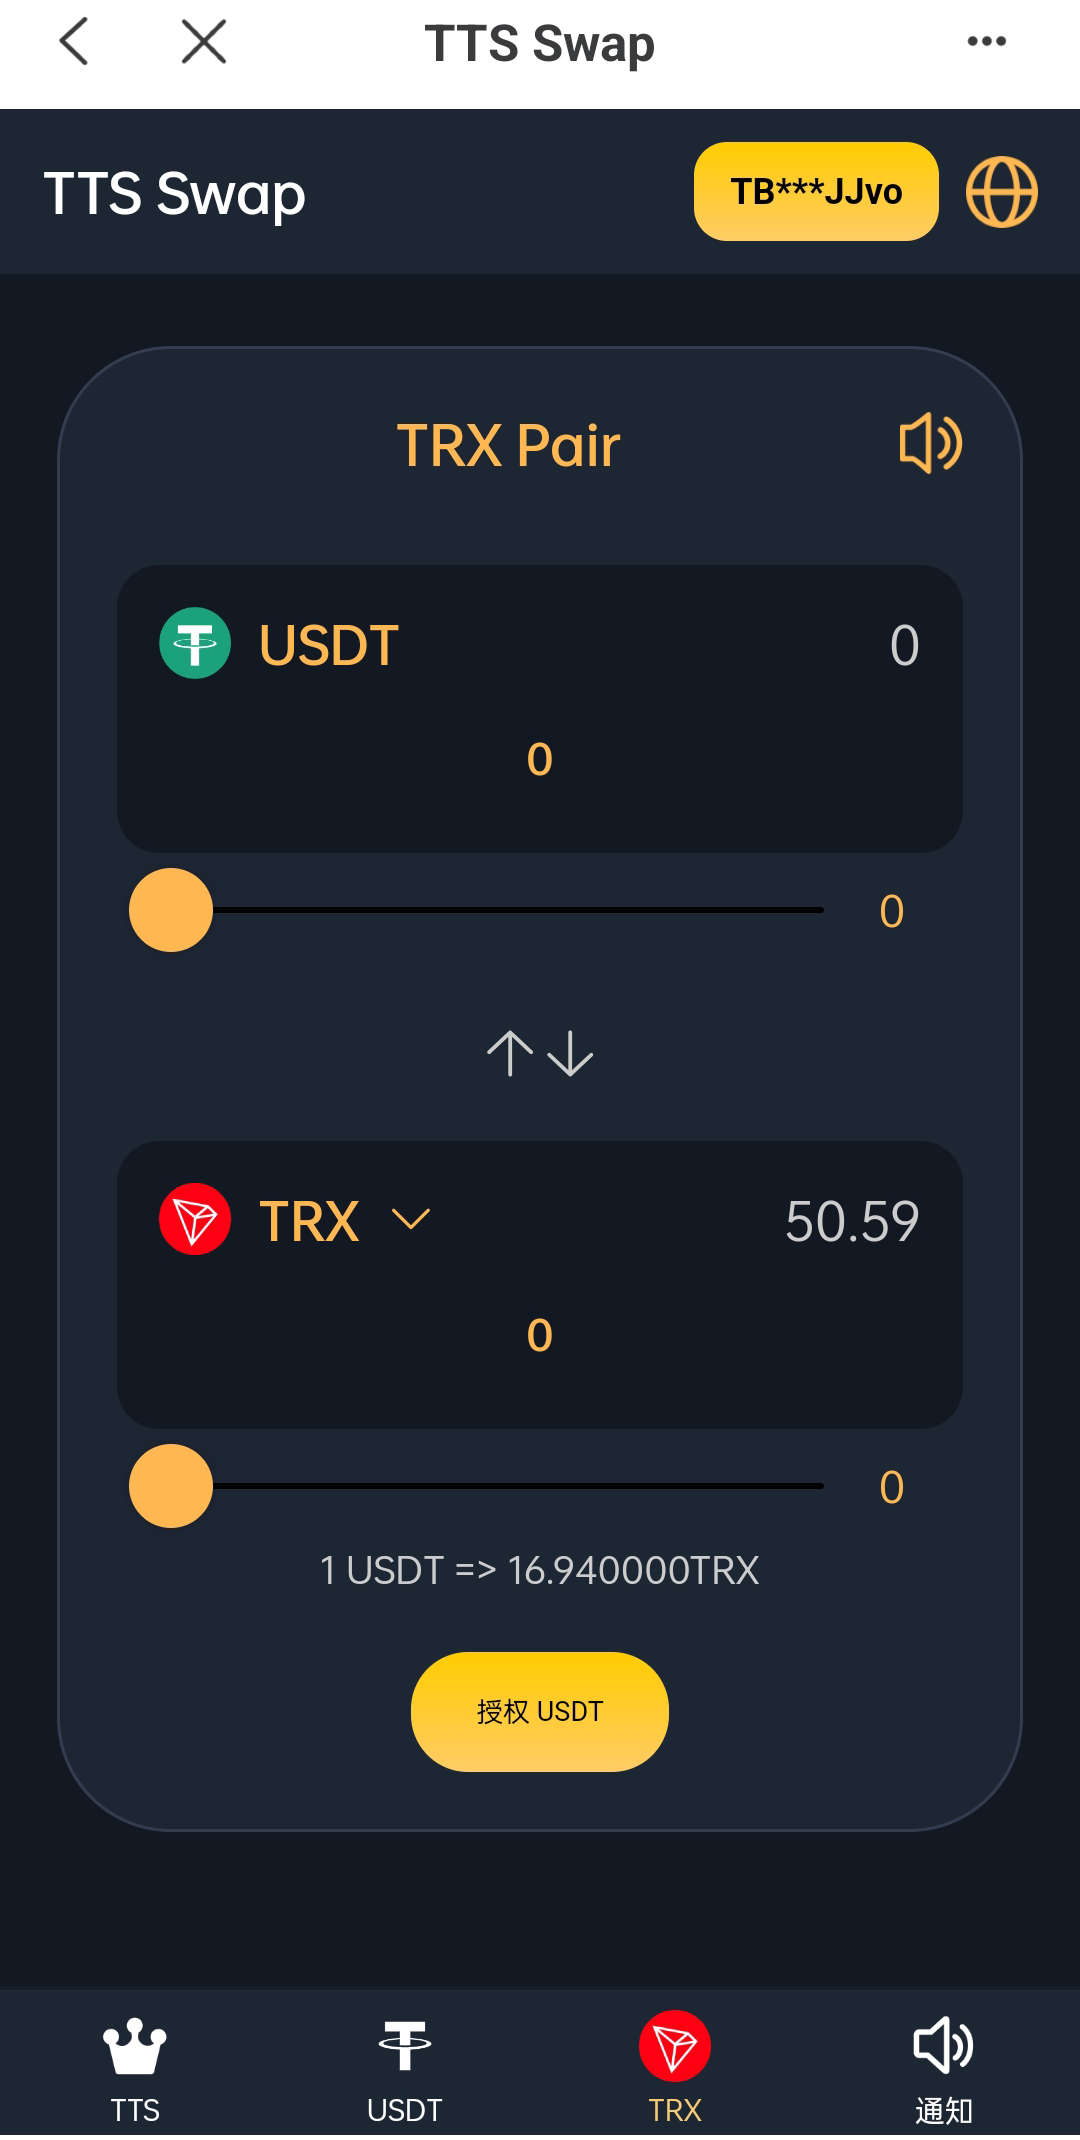 TTS Swap
TTS Swap
TB***JJvo
TRX Pair
USDT
0
0
0
TRX
50.59
0
0
1 USDT => 16.940000TRX
授权 USDT
TTS
USDT
TRX
通知